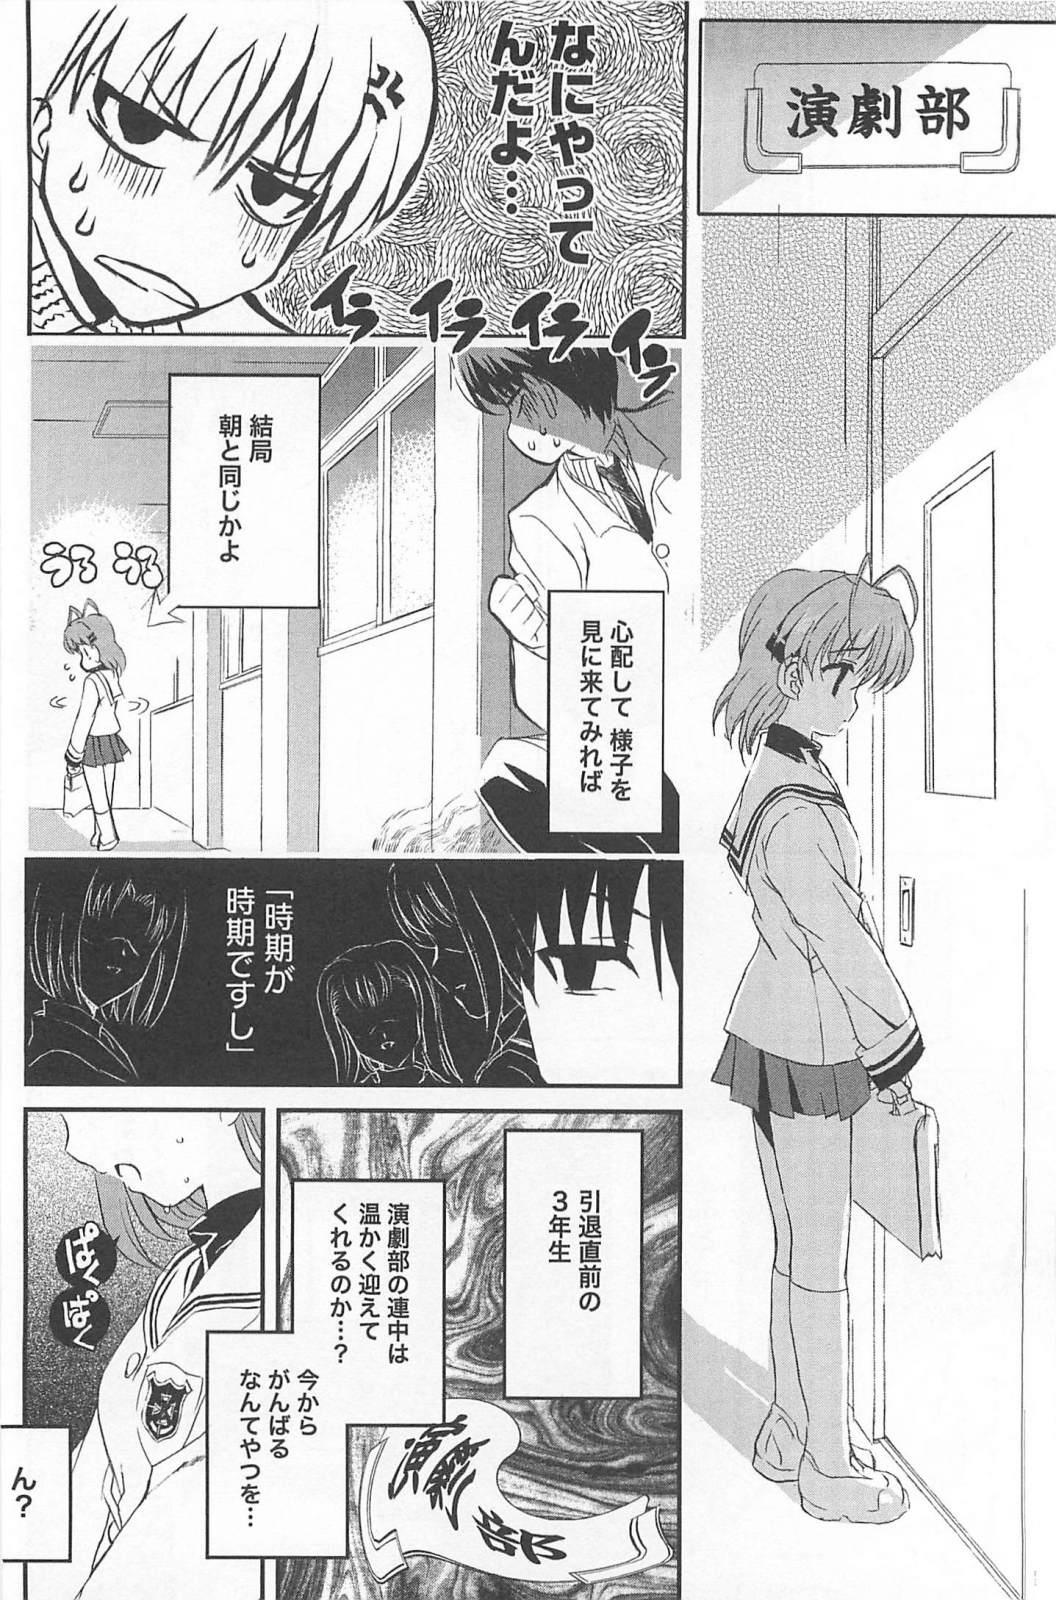 演劇部
なにやって
んだよ…
イライライライラ
心配して 様子を
見に来てみれば
結局
朝と同じかよ
うろうろ
「時期が
時期ですし」
引退直前の
3年生
演劇部の連中は
温かく迎えて
くれるのか…?
今から
がんばる
なんてやつを…
演劇部
ぱくぱく
ん?